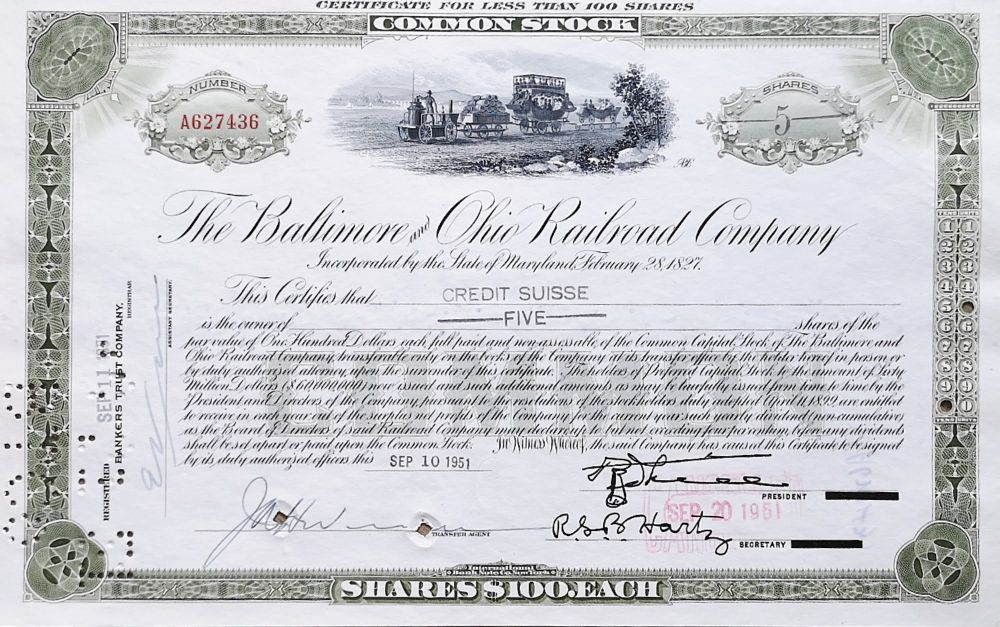 CERTIFICATE FOR LESS THAN 100 SHARES
COMMON STOCK
NUMBER
A627436
SHARES
5
The Baltimore and Ohio Railroad Company
Incorporated by the State of Maryland, February 28, 1827.
This Certifies that CREDIT SUISSE
is the owner of FIVE shares of the
par value of One Hundred Dollars each, full paid and non-assessable, of the Common Capital Stock of The Baltimore and
Ohio Railroad Company, transferable only on the books of the Company at its transfer office by the holder hereof in person or
by duly authorized attorney, upon the surrender of this certificate. The holders of Preferred Capital Stock to the amount of Sixty
Million Dollars ($60,000,000) now issued and such additional amounts as may be lawfully issued from time to time by the
President and Directors of the Company, pursuant to the resolutions of the stockholders duly adopted April 11, 1899, are entitled
to receive in each year out of the surplus net profits of the Company for the current year such yearly dividend (non-cumulative)
as the Board of Directors of said Railroad Company may declare up to but not exceeding four per centum, before any dividends
shall be set apart or paid upon the Common Stock. In Witness Whereof, the said Company has caused this Certificate to be signed
by its duly authorized officers this SEP 10 1951
PRESIDENT
SEP 20 1961
R.G.B. Hartz
SECRETARY
TRANSFER AGENT
REGISTERED
SEP 11 1951
BANKERS TRUST COMPANY,
REGISTRAR
ASSISTANT SECRETARY.
International
Bank Note Co. New York
SHARES $100. EACH